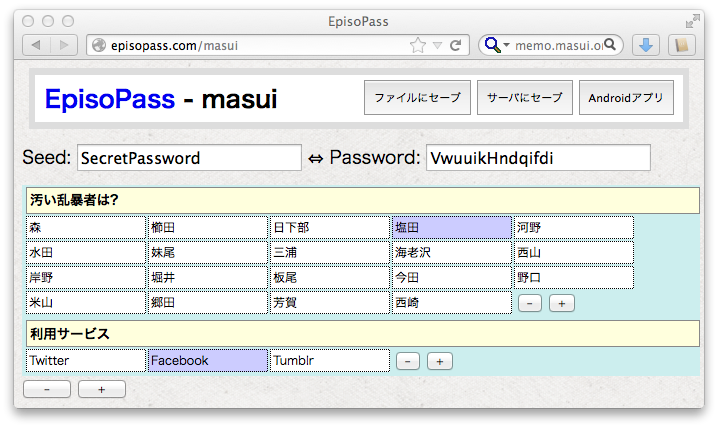 EpisoPass
episopass.com/masui
memo.masui.o
EpisoPass - masui ファイルにセーブ サーバにセーブ Androidアプリ
Seed: SecretPassword ⇔ Password: VwuuikHndqifdi
汚い乱暴者は?
森 櫛田 日下部 塩田 河野
水田 妹尾 三浦 海老沢 西山
岸野 堀井 板尾 今田 野口
米山 郷田 芳賀 西崎 - +
利用サービス
Twitter Facebook Tumblr - +
- +